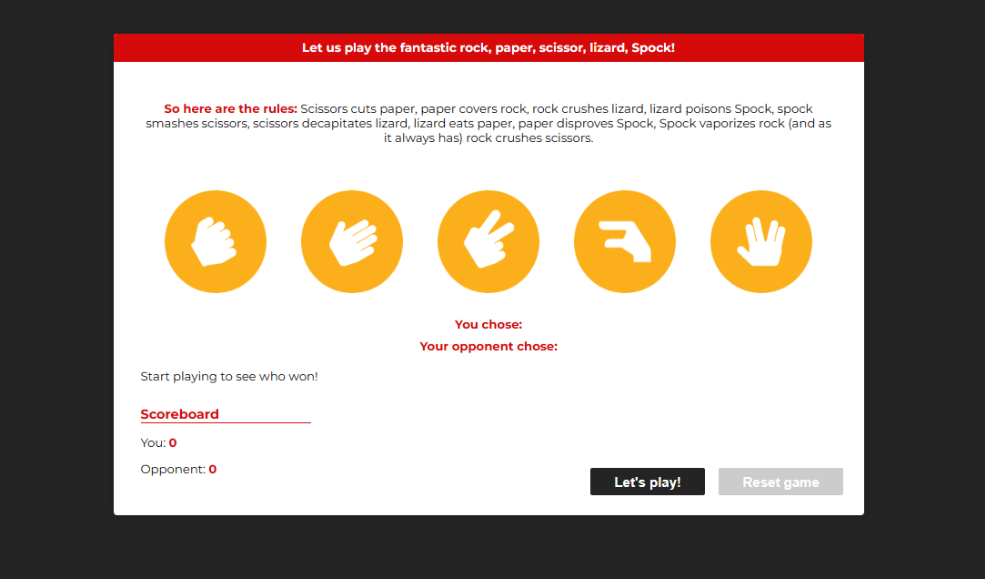 Let us play the fantastic rock, paper, scissor, lizard, Spock!
So here are the rules: Scissors cuts paper, paper covers rock, rock crushes lizard, lizard poisons Spock, spock
smashes scissors, scissors decapitates lizard, lizard eats paper, paper disproves Spock, Spock vaporizes rock (and as
it always has) rock crushes scissors.
You chose:
Your opponent chose:
Start playing to see who won!
Scoreboard
You: 0
Opponent: 0
Let's play!
Reset game